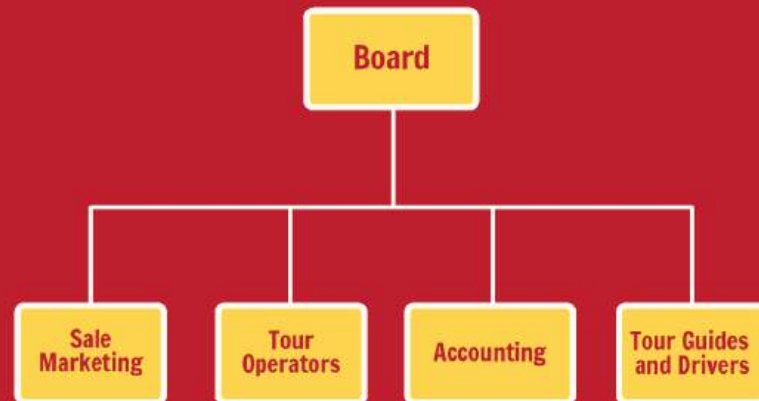 Board
Sale
Marketing
Tour
Operators
Accounting
Tour Guides
and Drivers